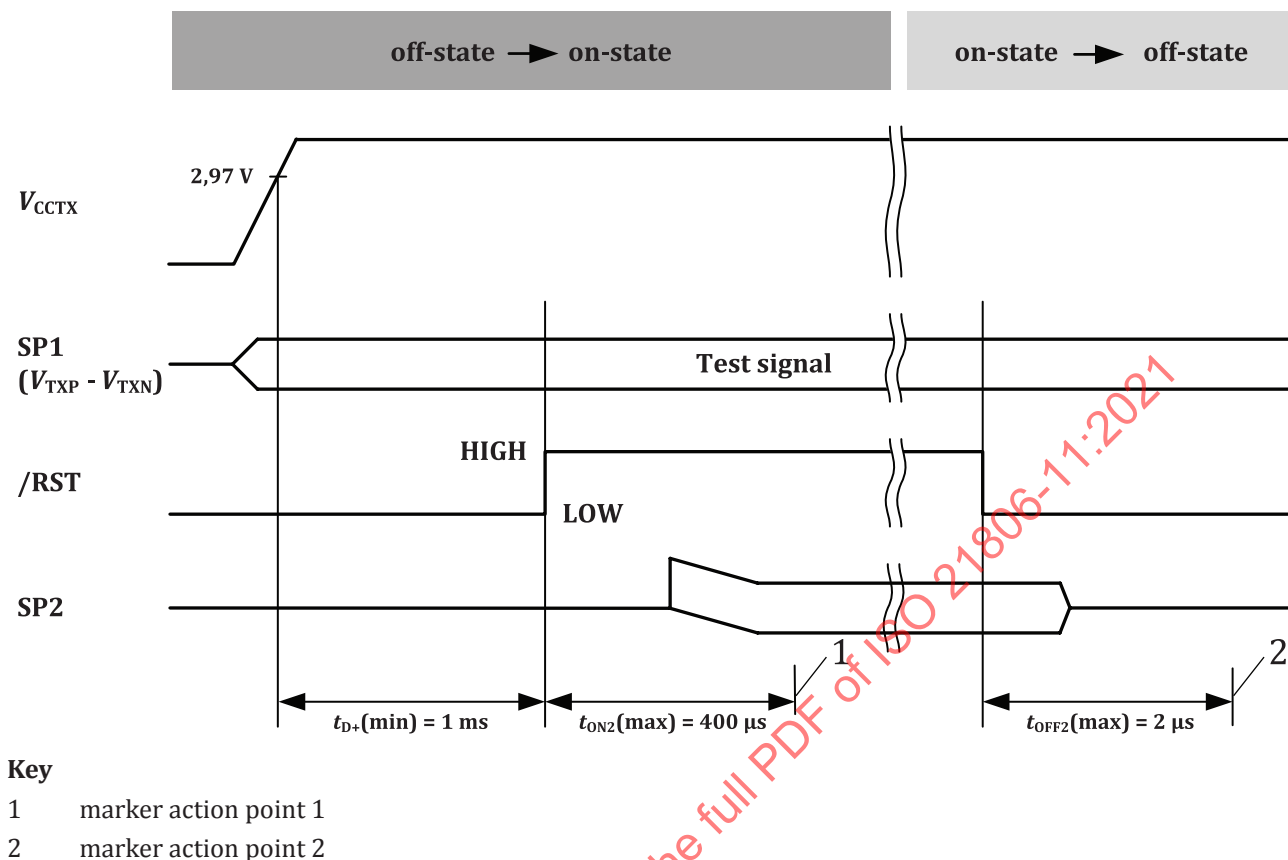 off-state → on-state
on-state → off-state
2,97 V
VCCTX
SP1
(VTXP - VTXN)
Test signal
HIGH
/RST
LOW
SP2
1
2
tD+(min) = 1 ms
tON2(max) = 400 µs
tOFF2(max) = 2 µs
Key
1 marker action point 1
2 marker action point 2
he full PDF of ISO 21806-11:2021